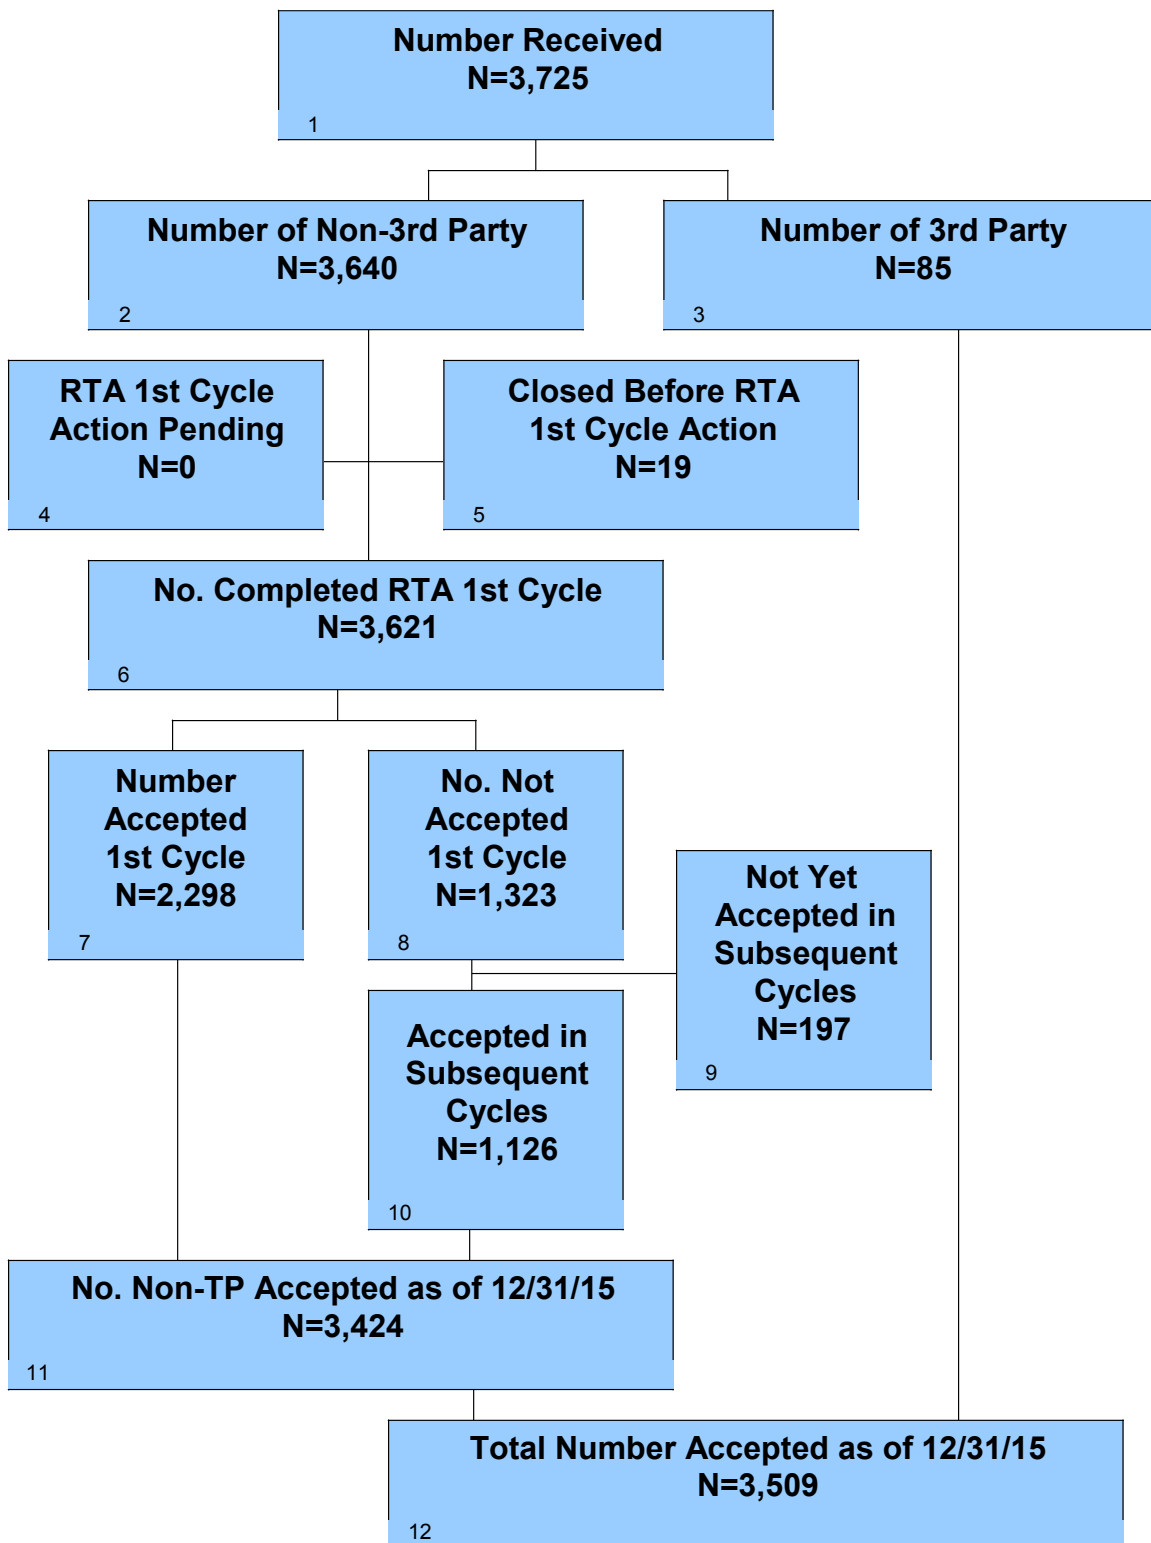 Number Received
N=3,725
1
Number of Non-3rd Party
N=3,640
2
Number of 3rd Party
N=85
3
RTA 1st Cycle
Action Pending
N=0
4
Closed Before RTA
1st Cycle Action
N=19
5
No. Completed RTA 1st Cycle
N=3,621
6
Number
Accepted
1st Cycle
N=2,298
7
No. Not
Accepted
1st Cycle
N=1,323
8
Not Yet
Accepted in
Subsequent
Cycles
N=197
9
Accepted in
Subsequent
Cycles
N=1,126
10
No. Non-TP Accepted as of 12/31/15
N=3,424
11
Total Number Accepted as of 12/31/15
N=3,509
12